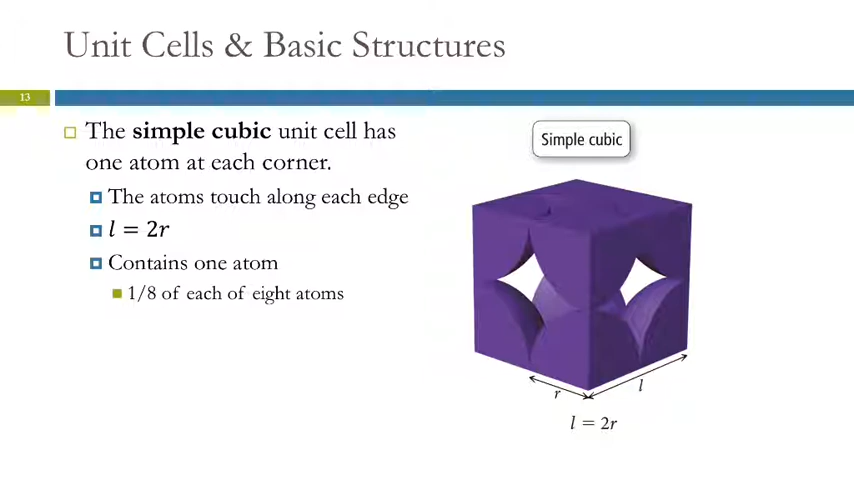 Unit Cells & Basic Structures
13
The simple cubic unit cell has
one atom at each corner.
The atoms touch along each edge
l = 2r
Contains one atom
1/8 of each of eight atoms
Simple cubic
r
l
l = 2r